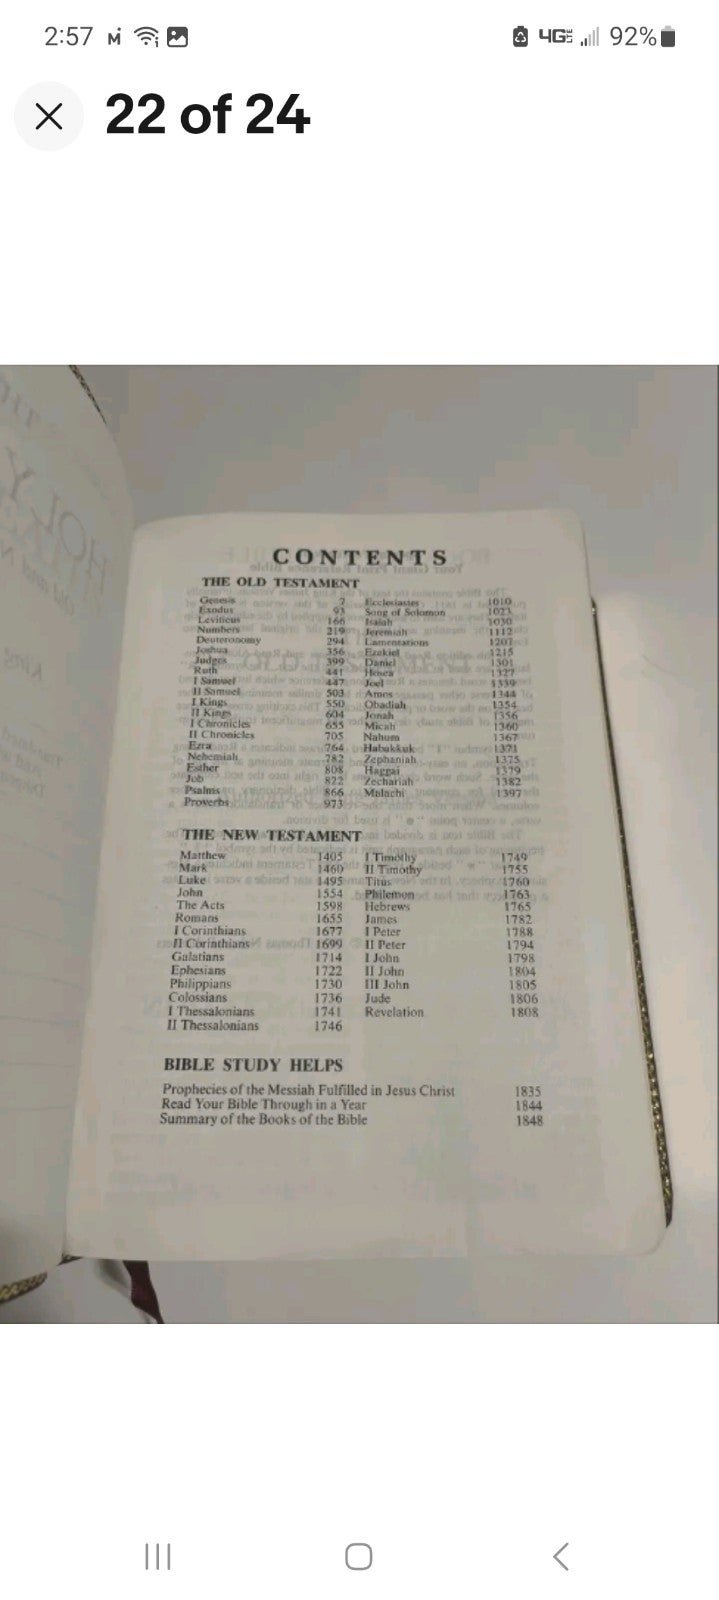 2:57
4G LTE 92%
22 of 24
HOLY
CONTENTS
THE OLD TESTAMENT
Genesis 7 Ecclesiastes 1010
Exodus 93 Song of Solomon 1023
Leviticus 166 Isaiah 1030
Numbers 219 Jeremiah 1112
Deuteronomy 294 Lamentations 1207
Joshua 356 Ezekiel 1215
Judges 399 Daniel 1301
Ruth 441 Hosea 1327
I Samuel 447 Joel 1339
II Samuel 503 Amos 1344
I Kings 550 Obadiah 1354
II Kings 604 Jonah 1356
I Chronicles 655 Micah 1360
II Chronicles 705 Nahum 1367
Ezra 764 Habakkuk 1371
Nehemiah 782 Zephaniah 1375
Esther 808 Haggai 1379
Job 822 Zechariah 1382
Psalms 866 Malachi 1397
Proverbs 973
THE NEW TESTAMENT
Matthew 1405 I Timothy 1749
Mark 1460 II Timothy 1755
Luke 1495 Titus 1760
John 1554 Philemon 1763
The Acts 1598 Hebrews 1765
Romans 1655 James 1782
I Corinthians 1677 I Peter 1788
II Corinthians 1699 II Peter 1794
Galatians 1714 I John 1798
Ephesians 1722 II John 1804
Philippians 1730 III John 1805
Colossians 1736 Jude 1806
I Thessalonians 1741 Revelation 1808
II Thessalonians 1746
BIBLE STUDY HELPS
Prophecies of the Messiah Fulfilled in Jesus Christ 1835
Read Your Bible Through in a Year 1844
Summary of the Books of the Bible 1848